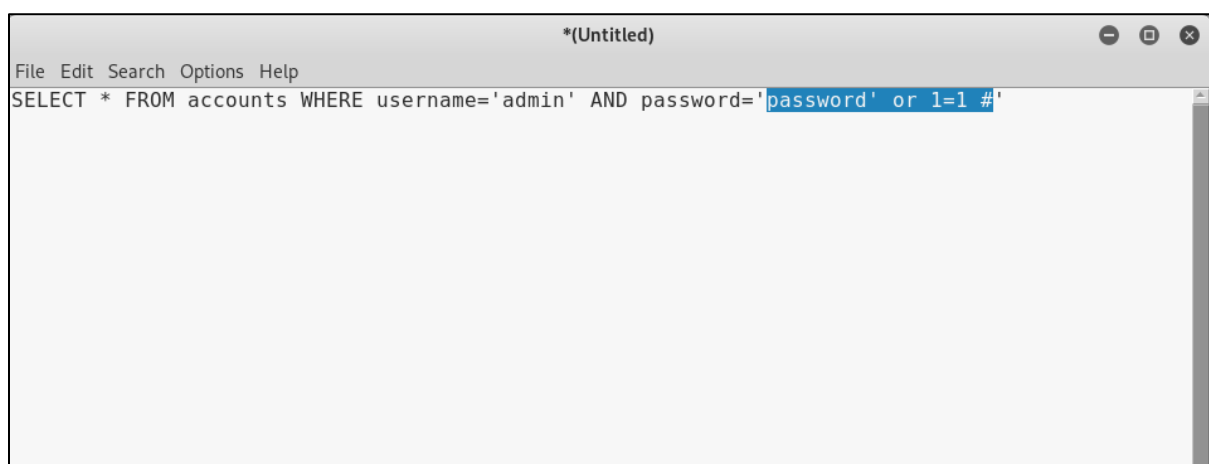 *(Untitled)
File Edit Search Options Help
SELECT * FROM accounts WHERE username='admin' AND password='password' or 1=1 #'